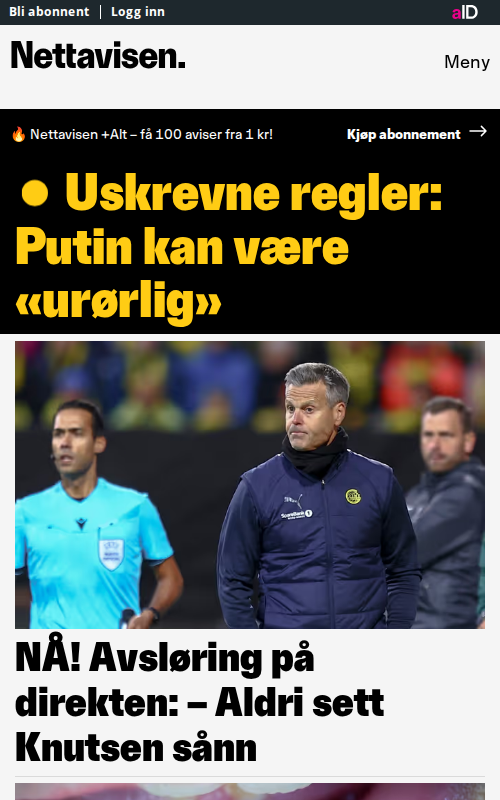 Bli abonnent | Logg inn
aID
Nettavisen.
Meny
🔥 Nettavisen +Alt – få 100 aviser fra 1 kr!
Kjøp abonnement →
Uskrevne regler:
Putin kan være
«urørlig»
NÅ! Avsløring på
direkten: – Aldri sett
Knutsen sånn